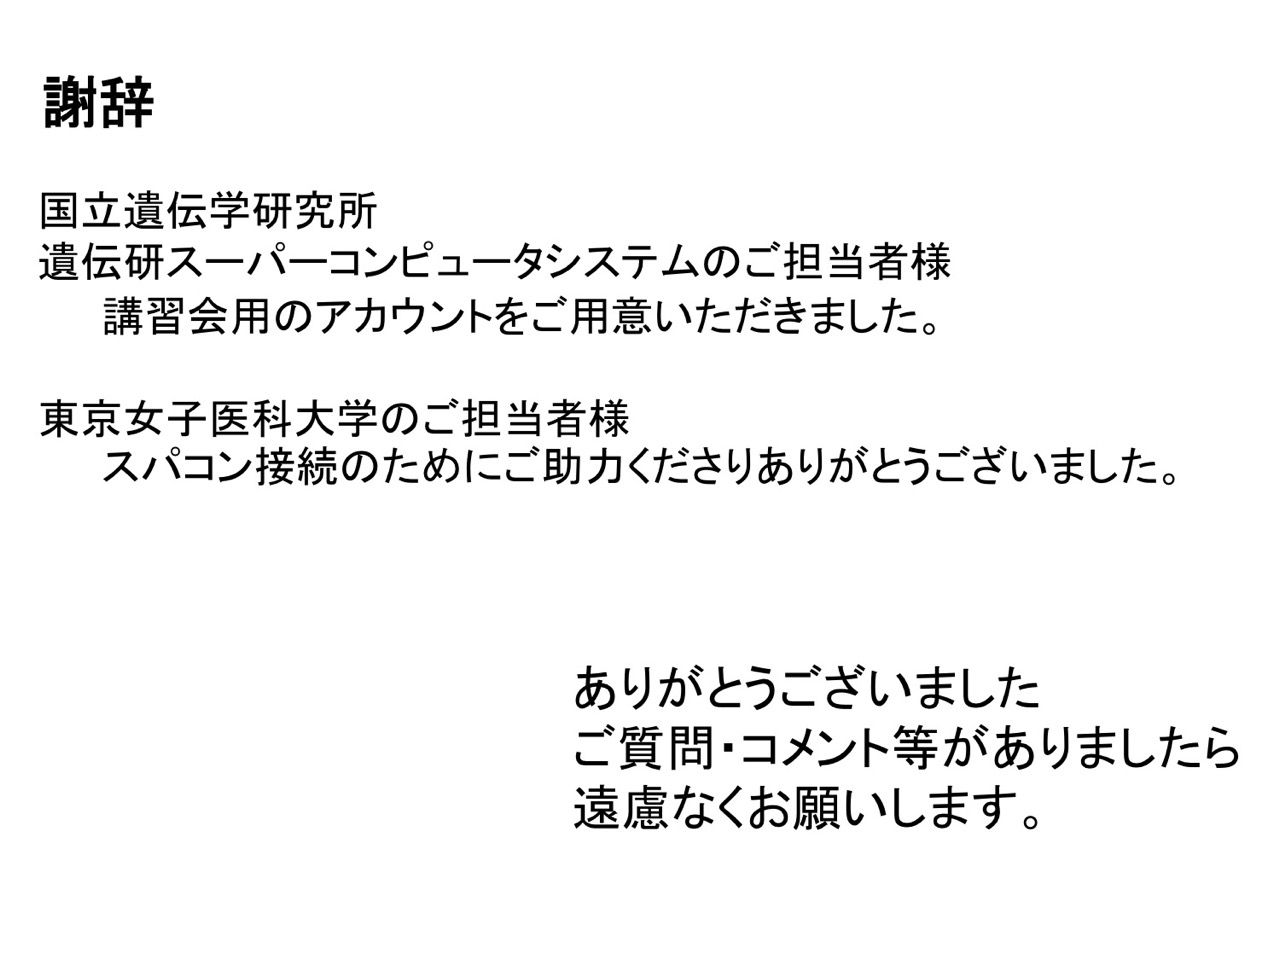 謝辞
国立遺伝学研究所
遺伝研スーパーコンピュータシステムのご担当者様
講習会用のアカウントをご用意いただきました。
東京女子医科大学のご担当者様
スパコン接続のためにご助力くださりありがとうございました。
ありがとうございました
ご質問・コメント等がありましたら
遠慮なくお願いします。